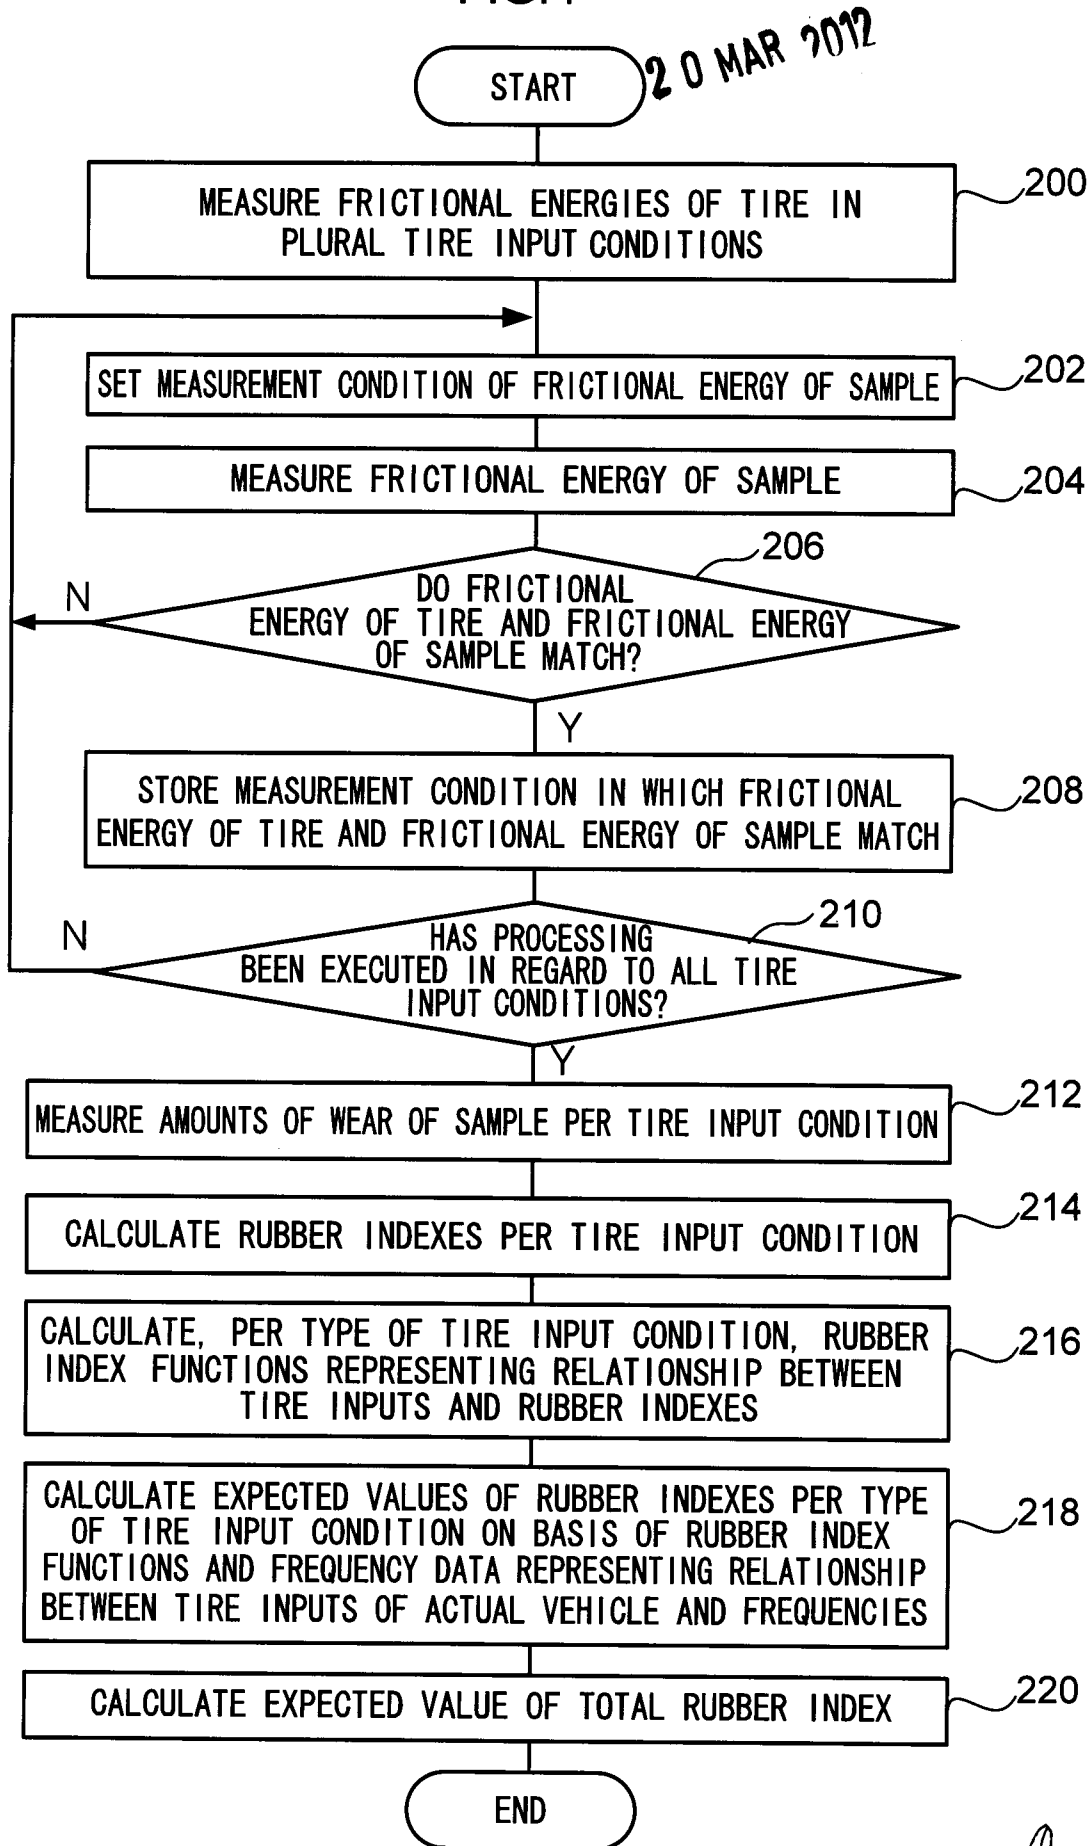 START
20 MAR 2012
MEASURE FRICTIONAL ENERGIES OF TIRE IN
PLURAL TIRE INPUT CONDITIONS
200
SET MEASUREMENT CONDITION OF FRICTIONAL ENERGY OF SAMPLE
202
MEASURE FRICTIONAL ENERGY OF SAMPLE
204
206
N
DO FRICTIONAL
ENERGY OF TIRE AND FRICTIONAL ENERGY
OF SAMPLE MATCH?
Y
STORE MEASUREMENT CONDITION IN WHICH FRICTIONAL
ENERGY OF TIRE AND FRICTIONAL ENERGY OF SAMPLE MATCH
208
210
N
HAS PROCESSING
BEEN EXECUTED IN REGARD TO ALL TIRE
INPUT CONDITIONS?
Y
MEASURE AMOUNTS OF WEAR OF SAMPLE PER TIRE INPUT CONDITION
212
CALCULATE RUBBER INDEXES PER TIRE INPUT CONDITION
214
CALCULATE, PER TYPE OF TIRE INPUT CONDITION, RUBBER
INDEX FUNCTIONS REPRESENTING RELATIONSHIP BETWEEN
TIRE INPUTS AND RUBBER INDEXES
216
CALCULATE EXPECTED VALUES OF RUBBER INDEXES PER TYPE
OF TIRE INPUT CONDITION ON BASIS OF RUBBER INDEX
FUNCTIONS AND FREQUENCY DATA REPRESENTING RELATIONSHIP
BETWEEN TIRE INPUTS OF ACTUAL VEHICLE AND FREQUENCIES
218
CALCULATE EXPECTED VALUE OF TOTAL RUBBER INDEX
220
END